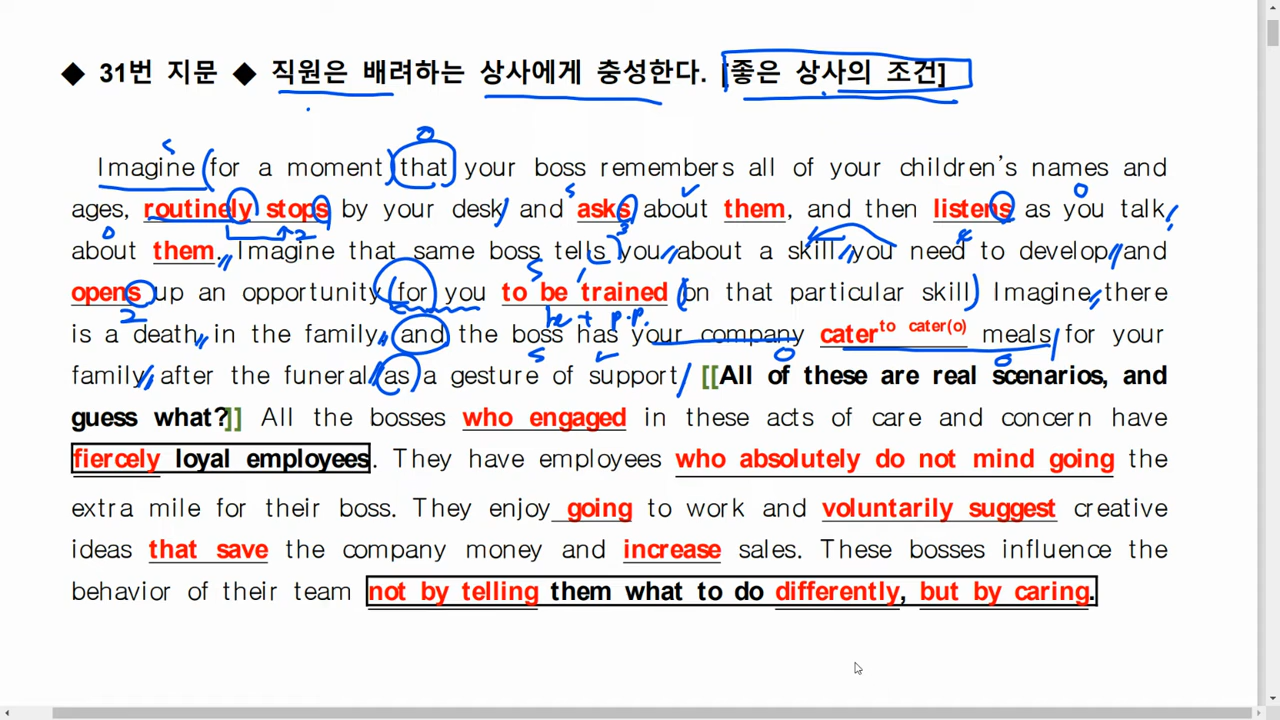 ◆ 31번 지문 ◆ 직원은 배려하는 상사에게 충성한다. [좋은 상사의 조건]
Imagine for a moment that your boss remembers all of your children's names and
ages, routinely stops by your desk and asks about them, and then listens as you talk
about them. Imagine that same boss tells you about a skill you need to develop and
opens up an opportunity for you to be trained on that particular skill Imagine there
is a death in the family, and the boss has your company cater to cater(o) meals for your
family after the funeral as a gesture of support [[All of these are real scenarios, and
guess what?]] All the bosses who engaged in these acts of care and concern have
fiercely loyal employees. They have employees who absolutely do not mind going the
extra mile for their boss. They enjoy going to work and voluntarily suggest creative
ideas that save the company money and increase sales. These bosses influence the
behavior of their team not by telling them what to do differently, but by caring.